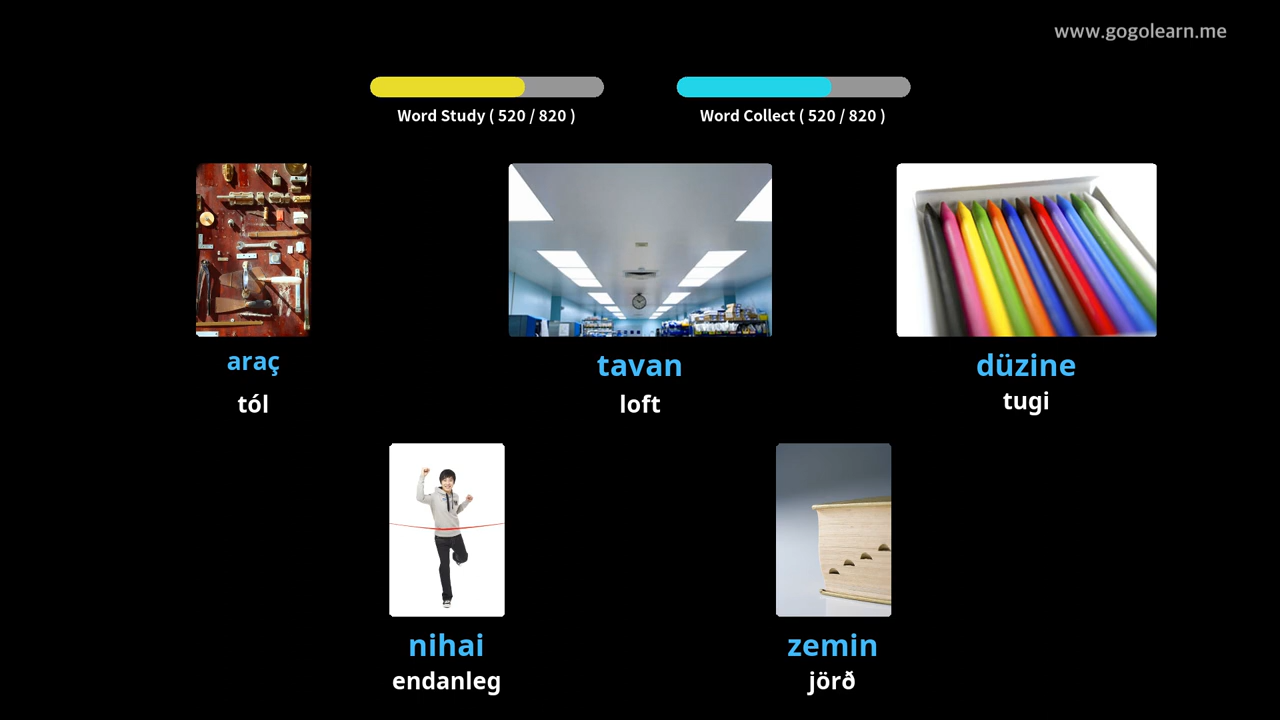 www.gogolearn.me
Word Study ( 520 / 820 )
Word Collect ( 520 / 820 )
araç
tól
tavan
loft
düzine
tugi
nihai
endanleg
zemin
jörð